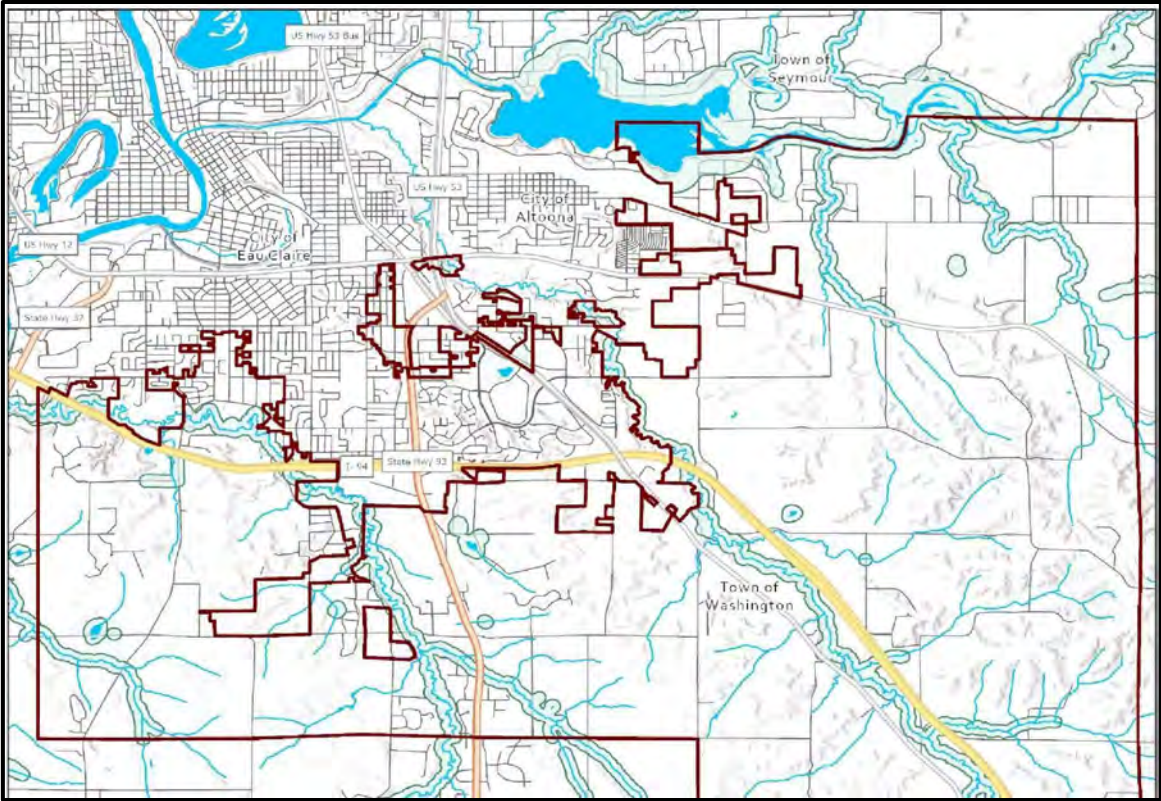 US Hwy 53 Bus
Town of
Seymour
US Hwy 53
City of
Altoona
City of
Eau Claire
US Hwy 12
State Hwy 37
I- 94
State Hwy 93
Town of
Washington